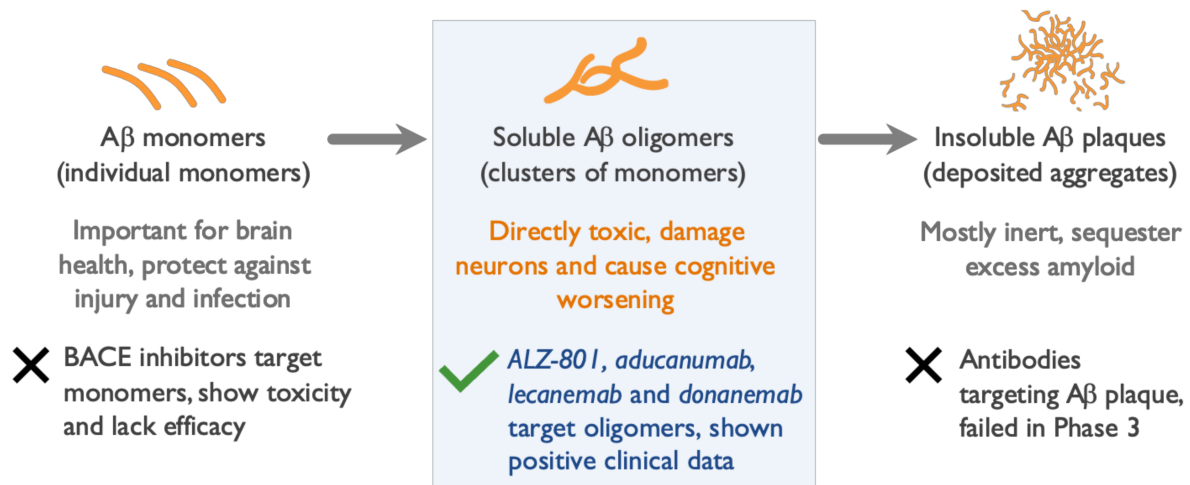 Aβ monomers
(individual monomers)
Important for brain
health, protect against
injury and infection
BACE inhibitors target
monomers, show toxicity
and lack efficacy
Soluble Aβ oligomers
(clusters of monomers)
Directly toxic, damage
neurons and cause cognitive
worsening
ALZ-801, aducanumab,
lecanemab and donanemab
target oligomers, shown
positive clinical data
Insoluble Aβ plaques
(deposited aggregates)
Mostly inert, sequester
excess amyloid
Antibodies
targeting Aβ plaque,
failed in Phase 3